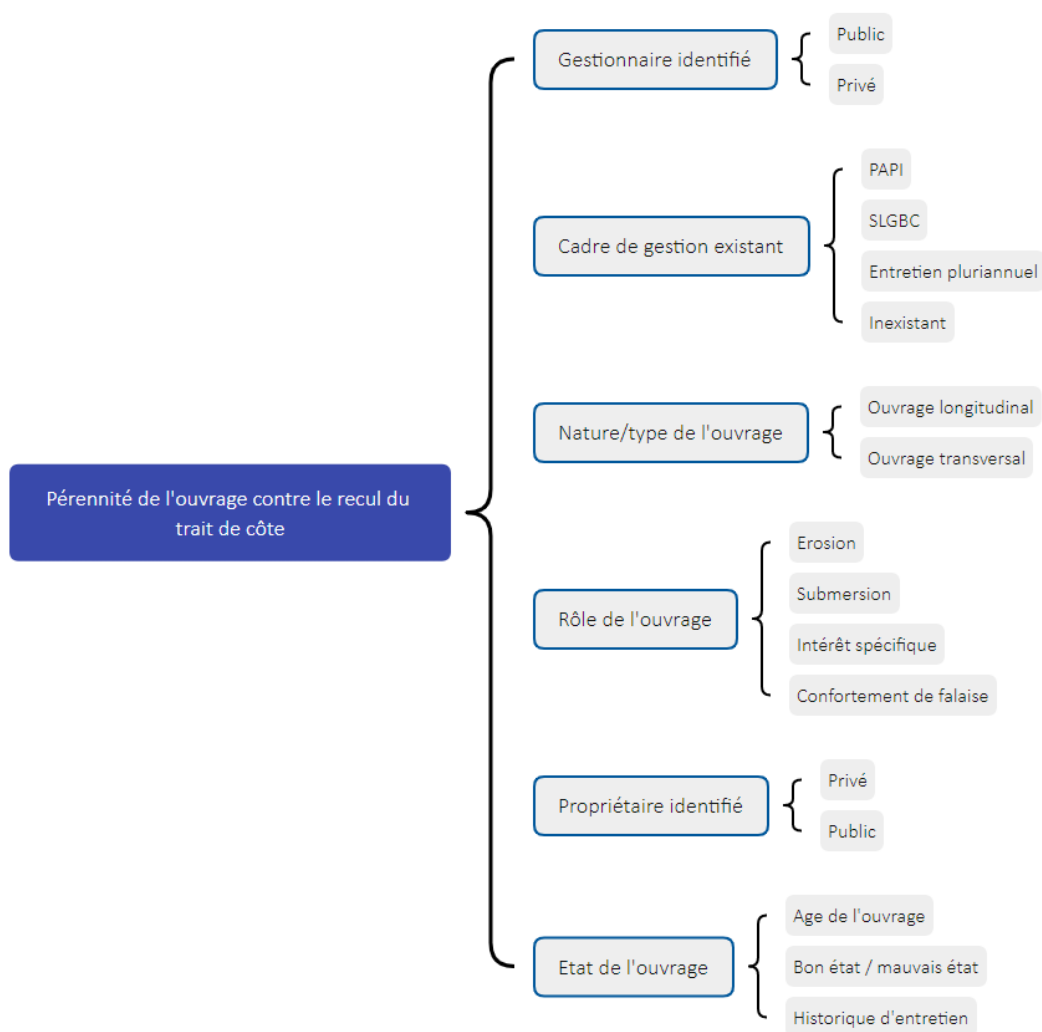 Pérennité de l'ouvrage contre le recul du
trait de côte
Gestionnaire identifié
Public
Privé
Cadre de gestion existant
PAPI
SLGBC
Entretien pluriannuel
Inexistant
Nature/type de l'ouvrage
Ouvrage longitudinal
Ouvrage transversal
Rôle de l'ouvrage
Erosion
Submersion
Intérêt spécifique
Confortement de falaise
Propriétaire identifié
Privé
Public
Etat de l'ouvrage
Age de l'ouvrage
Bon état / mauvais état
Historique d'entretien